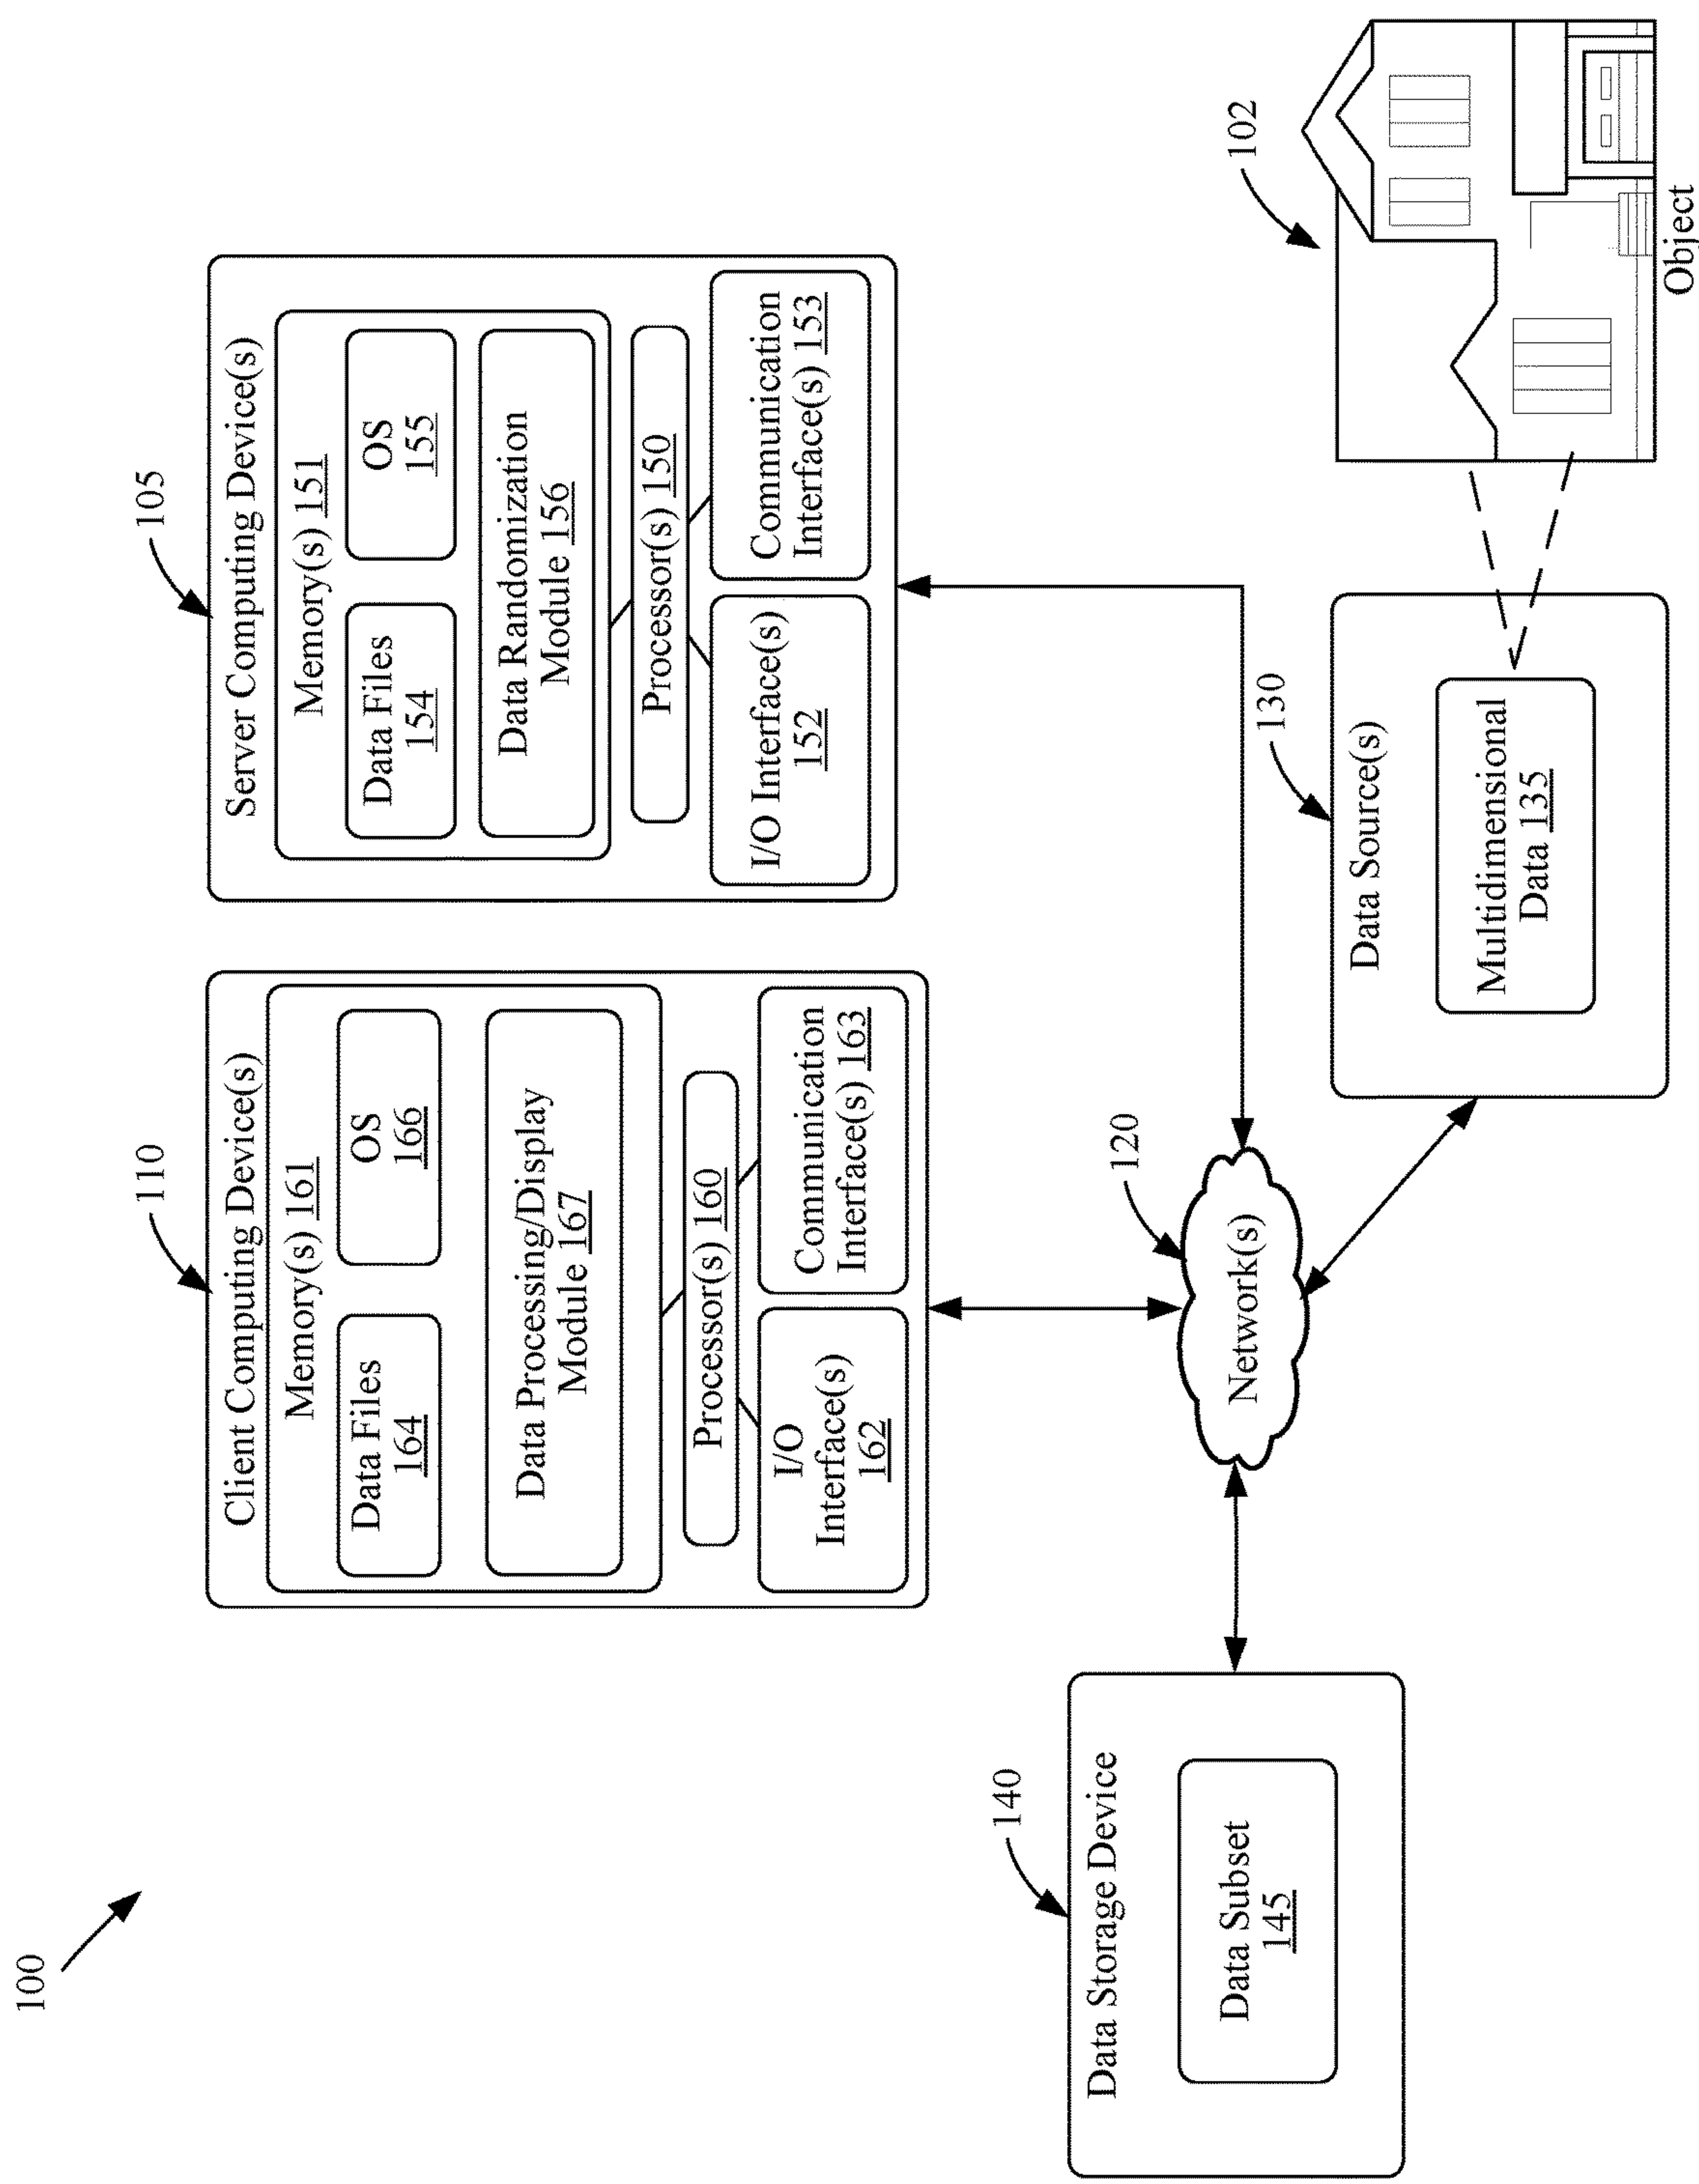 100
110
Client Computing Device(s)
Memory(s) 161
Data Files
164
OS
166
Data Processing/Display
Module 167
Processor(s) 160
I/O
Interface(s)
162
Communication
Interface(s) 163
105
Server Computing Device(s)
Memory(s) 151
Data Files
154
OS
155
Data Randomization
Module 156
Processor(s) 150
I/O Interface(s)
152
Communication
Interface(s) 153
140
Data Storage Device
Data Subset
145
120
Network(s)
130
Data Source(s)
Multidimensional
Data 135
102
Object